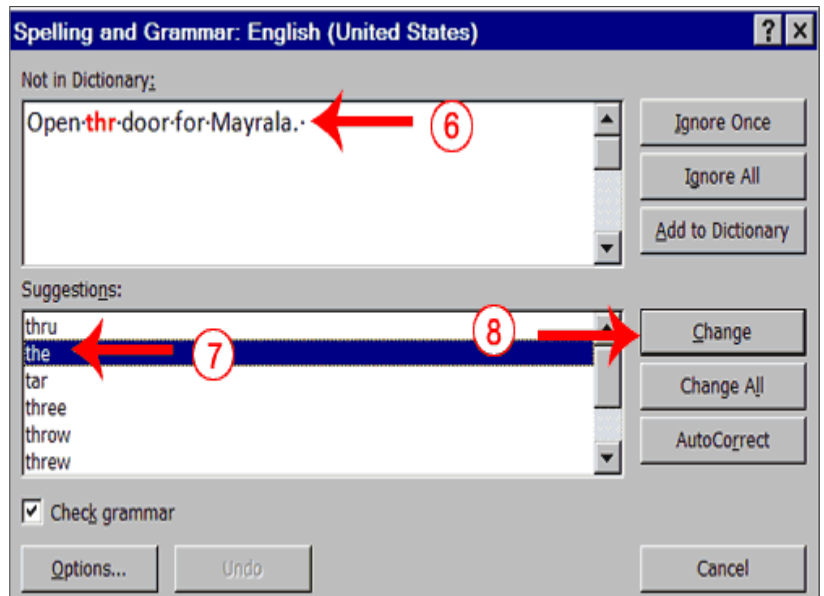 Spelling and Grammar: English (United States) ? ×
Not in Dictionary:
Open·thr·door·for·Mayrala.· 6
Ignore Once
Ignore All
Add to Dictionary
Suggestions:
thru
the 7
tar
three
throw
threw
8 Change
Change All
AutoCorrect
Check grammar
Options... Undo Cancel